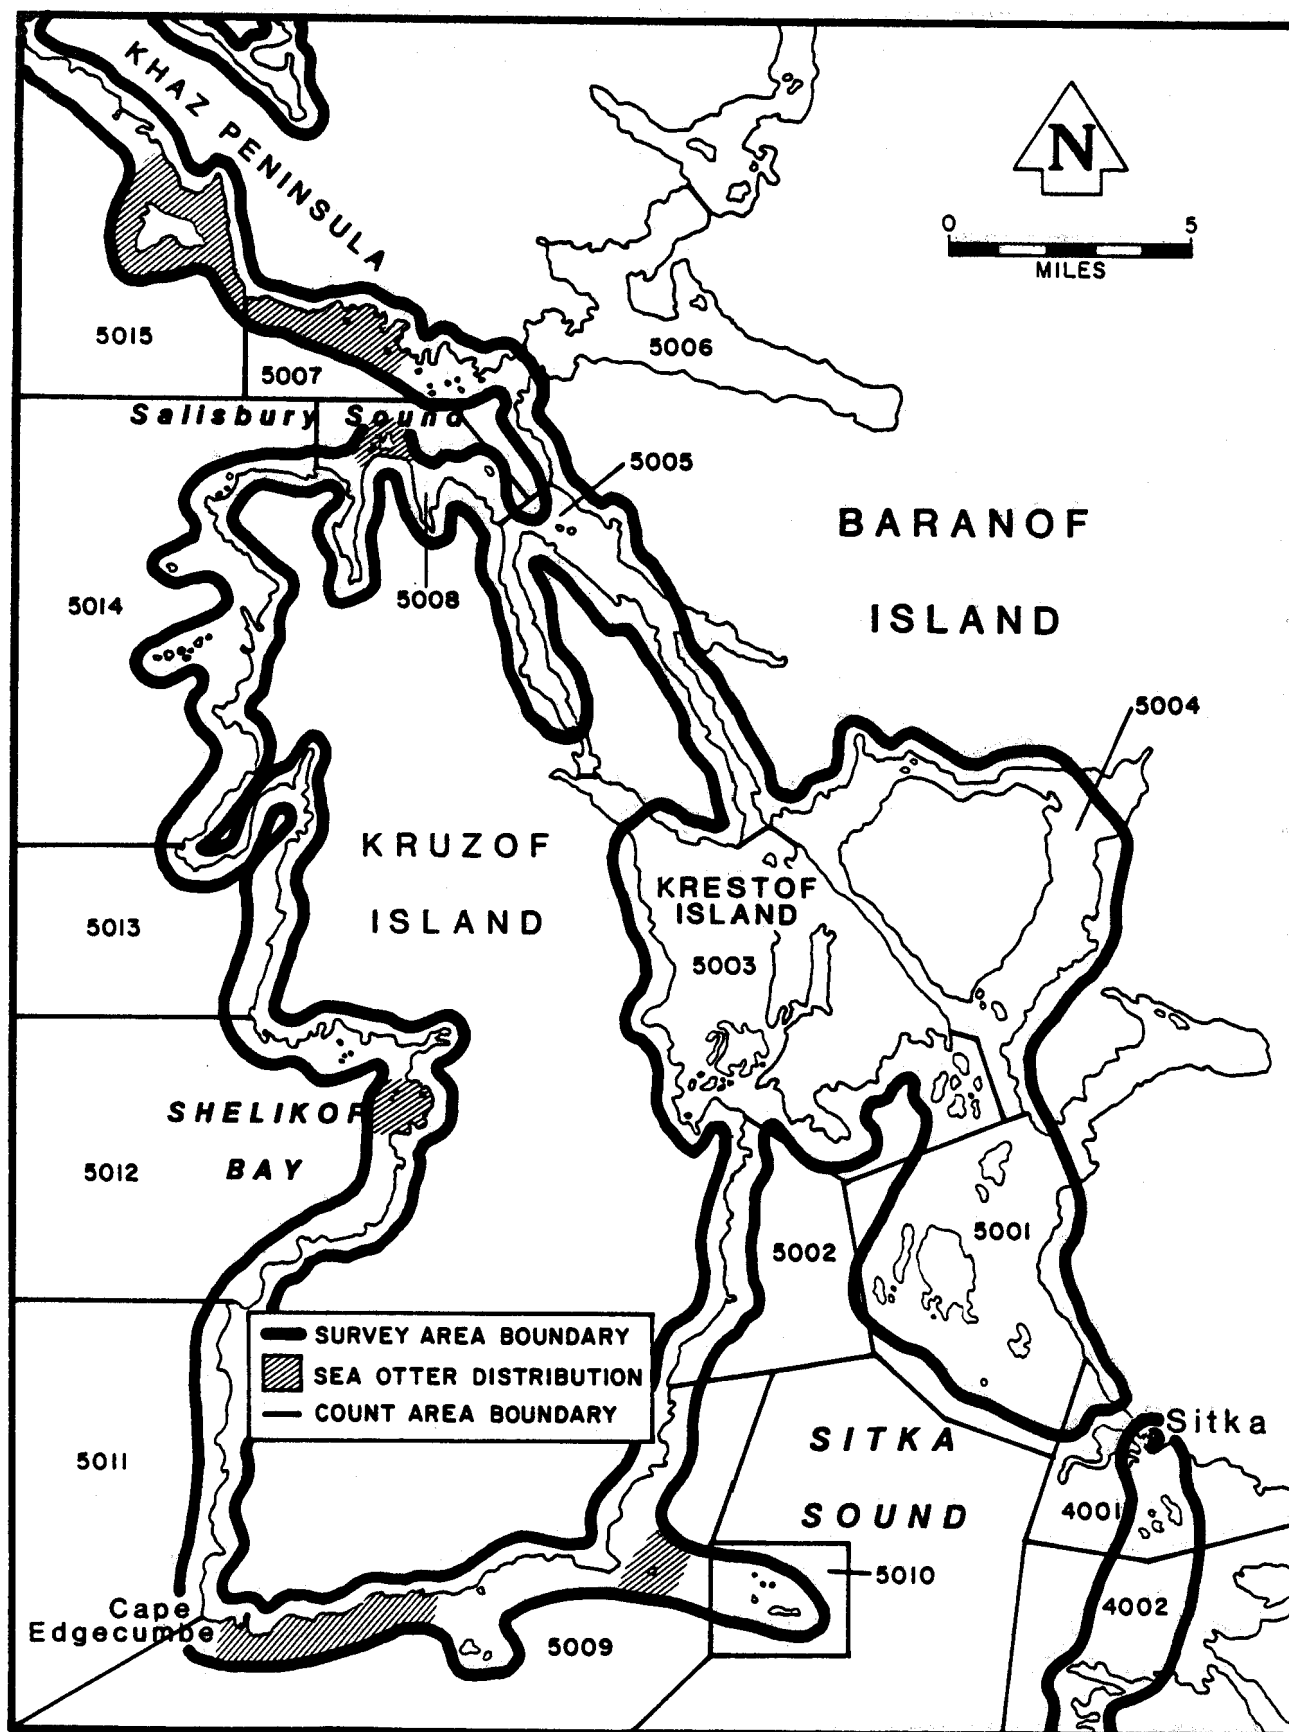 KHAZ PENINSULA
N
0 5
MILES
5015
5006
5007
Salisbury Sound
5005
BARANOF
ISLAND
5014
5008
5004
KRUZOF
ISLAND
KRESTOF
ISLAND
5003
5013
SHELIKOF
BAY
5012
5002
5001
SURVEY AREA BOUNDARY
SEA OTTER DISTRIBUTION
COUNT AREA BOUNDARY
5011
SITKA
SOUND
Sitka
4001
5010
4002
Cape
Edgecumbe
5009